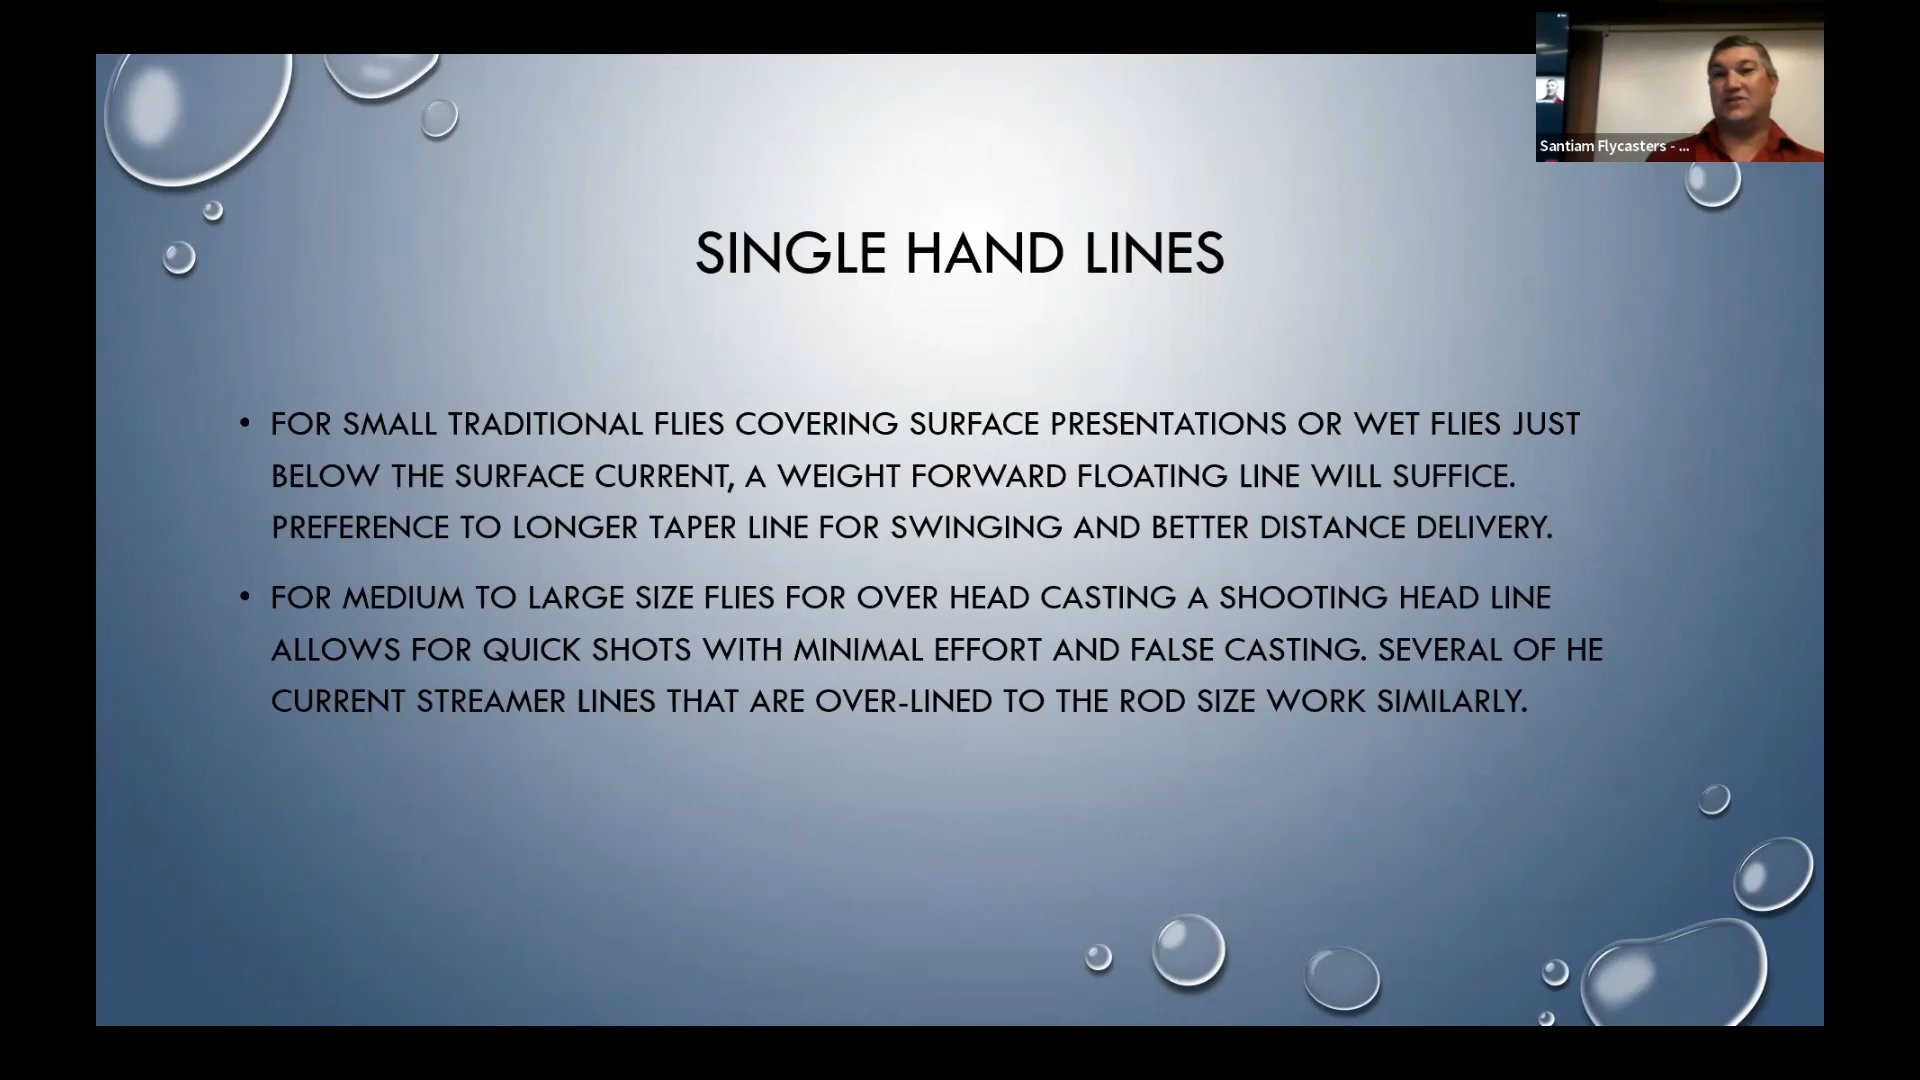 Santiam Flycasters - ...
SINGLE HAND LINES
• FOR SMALL TRADITIONAL FLIES COVERING SURFACE PRESENTATIONS OR WET FLIES JUST
BELOW THE SURFACE CURRENT, A WEIGHT FORWARD FLOATING LINE WILL SUFFICE.
PREFERENCE TO LONGER TAPER LINE FOR SWINGING AND BETTER DISTANCE DELIVERY.
• FOR MEDIUM TO LARGE SIZE FLIES FOR OVER HEAD CASTING A SHOOTING HEAD LINE
ALLOWS FOR QUICK SHOTS WITH MINIMAL EFFORT AND FALSE CASTING. SEVERAL OF HE
CURRENT STREAMER LINES THAT ARE OVER-LINED TO THE ROD SIZE WORK SIMILARLY.